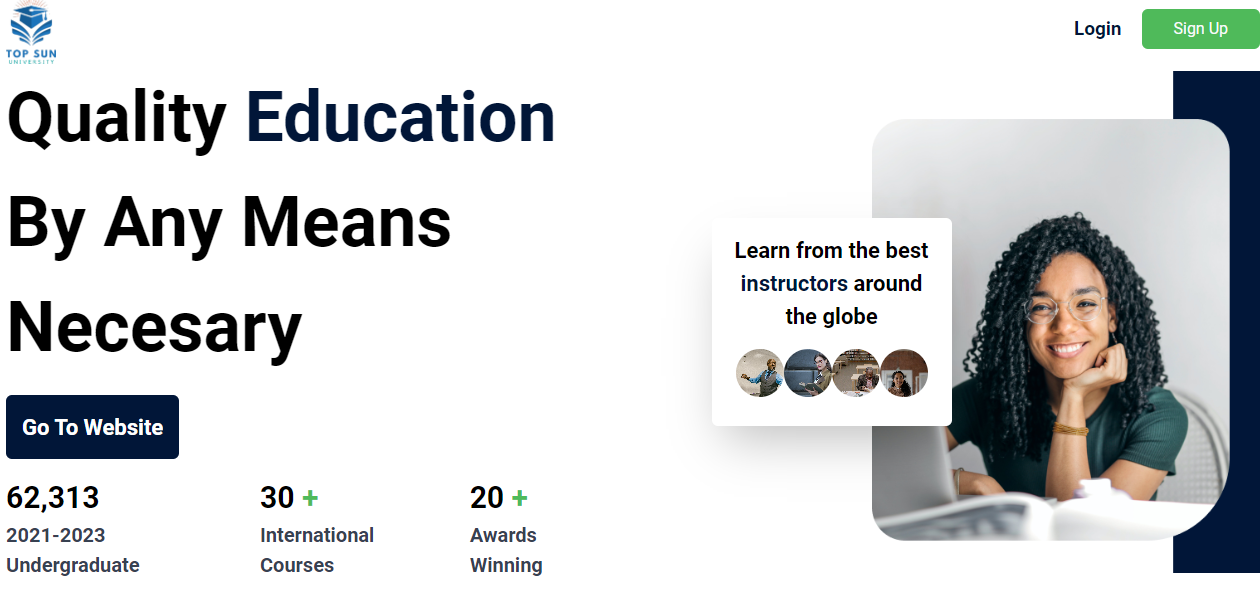 TOP SUN
UNIVERSITY
Login
Sign Up
Quality Education
By Any Means
Necesary
Learn from the best
instructors around
the globe
Go To Website
62,313
30 +
20 +
2021-2023
International
Awards
Undergraduate
Courses
Winning